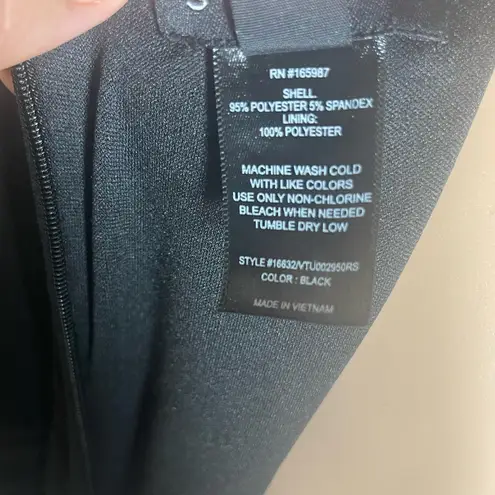 RN #165987
SHELL
95% POLYESTER 5% SPANDEX
LINING:
100% POLYESTER
MACHINE WASH COLD
WITH LIKE COLORS
USE ONLY NON-CHLORINE
BLEACH WHEN NEEDED
TUMBLE DRY LOW
STYLE #16632/VTU002950RS
COLOR : BLACK
MADE IN VIETNAM